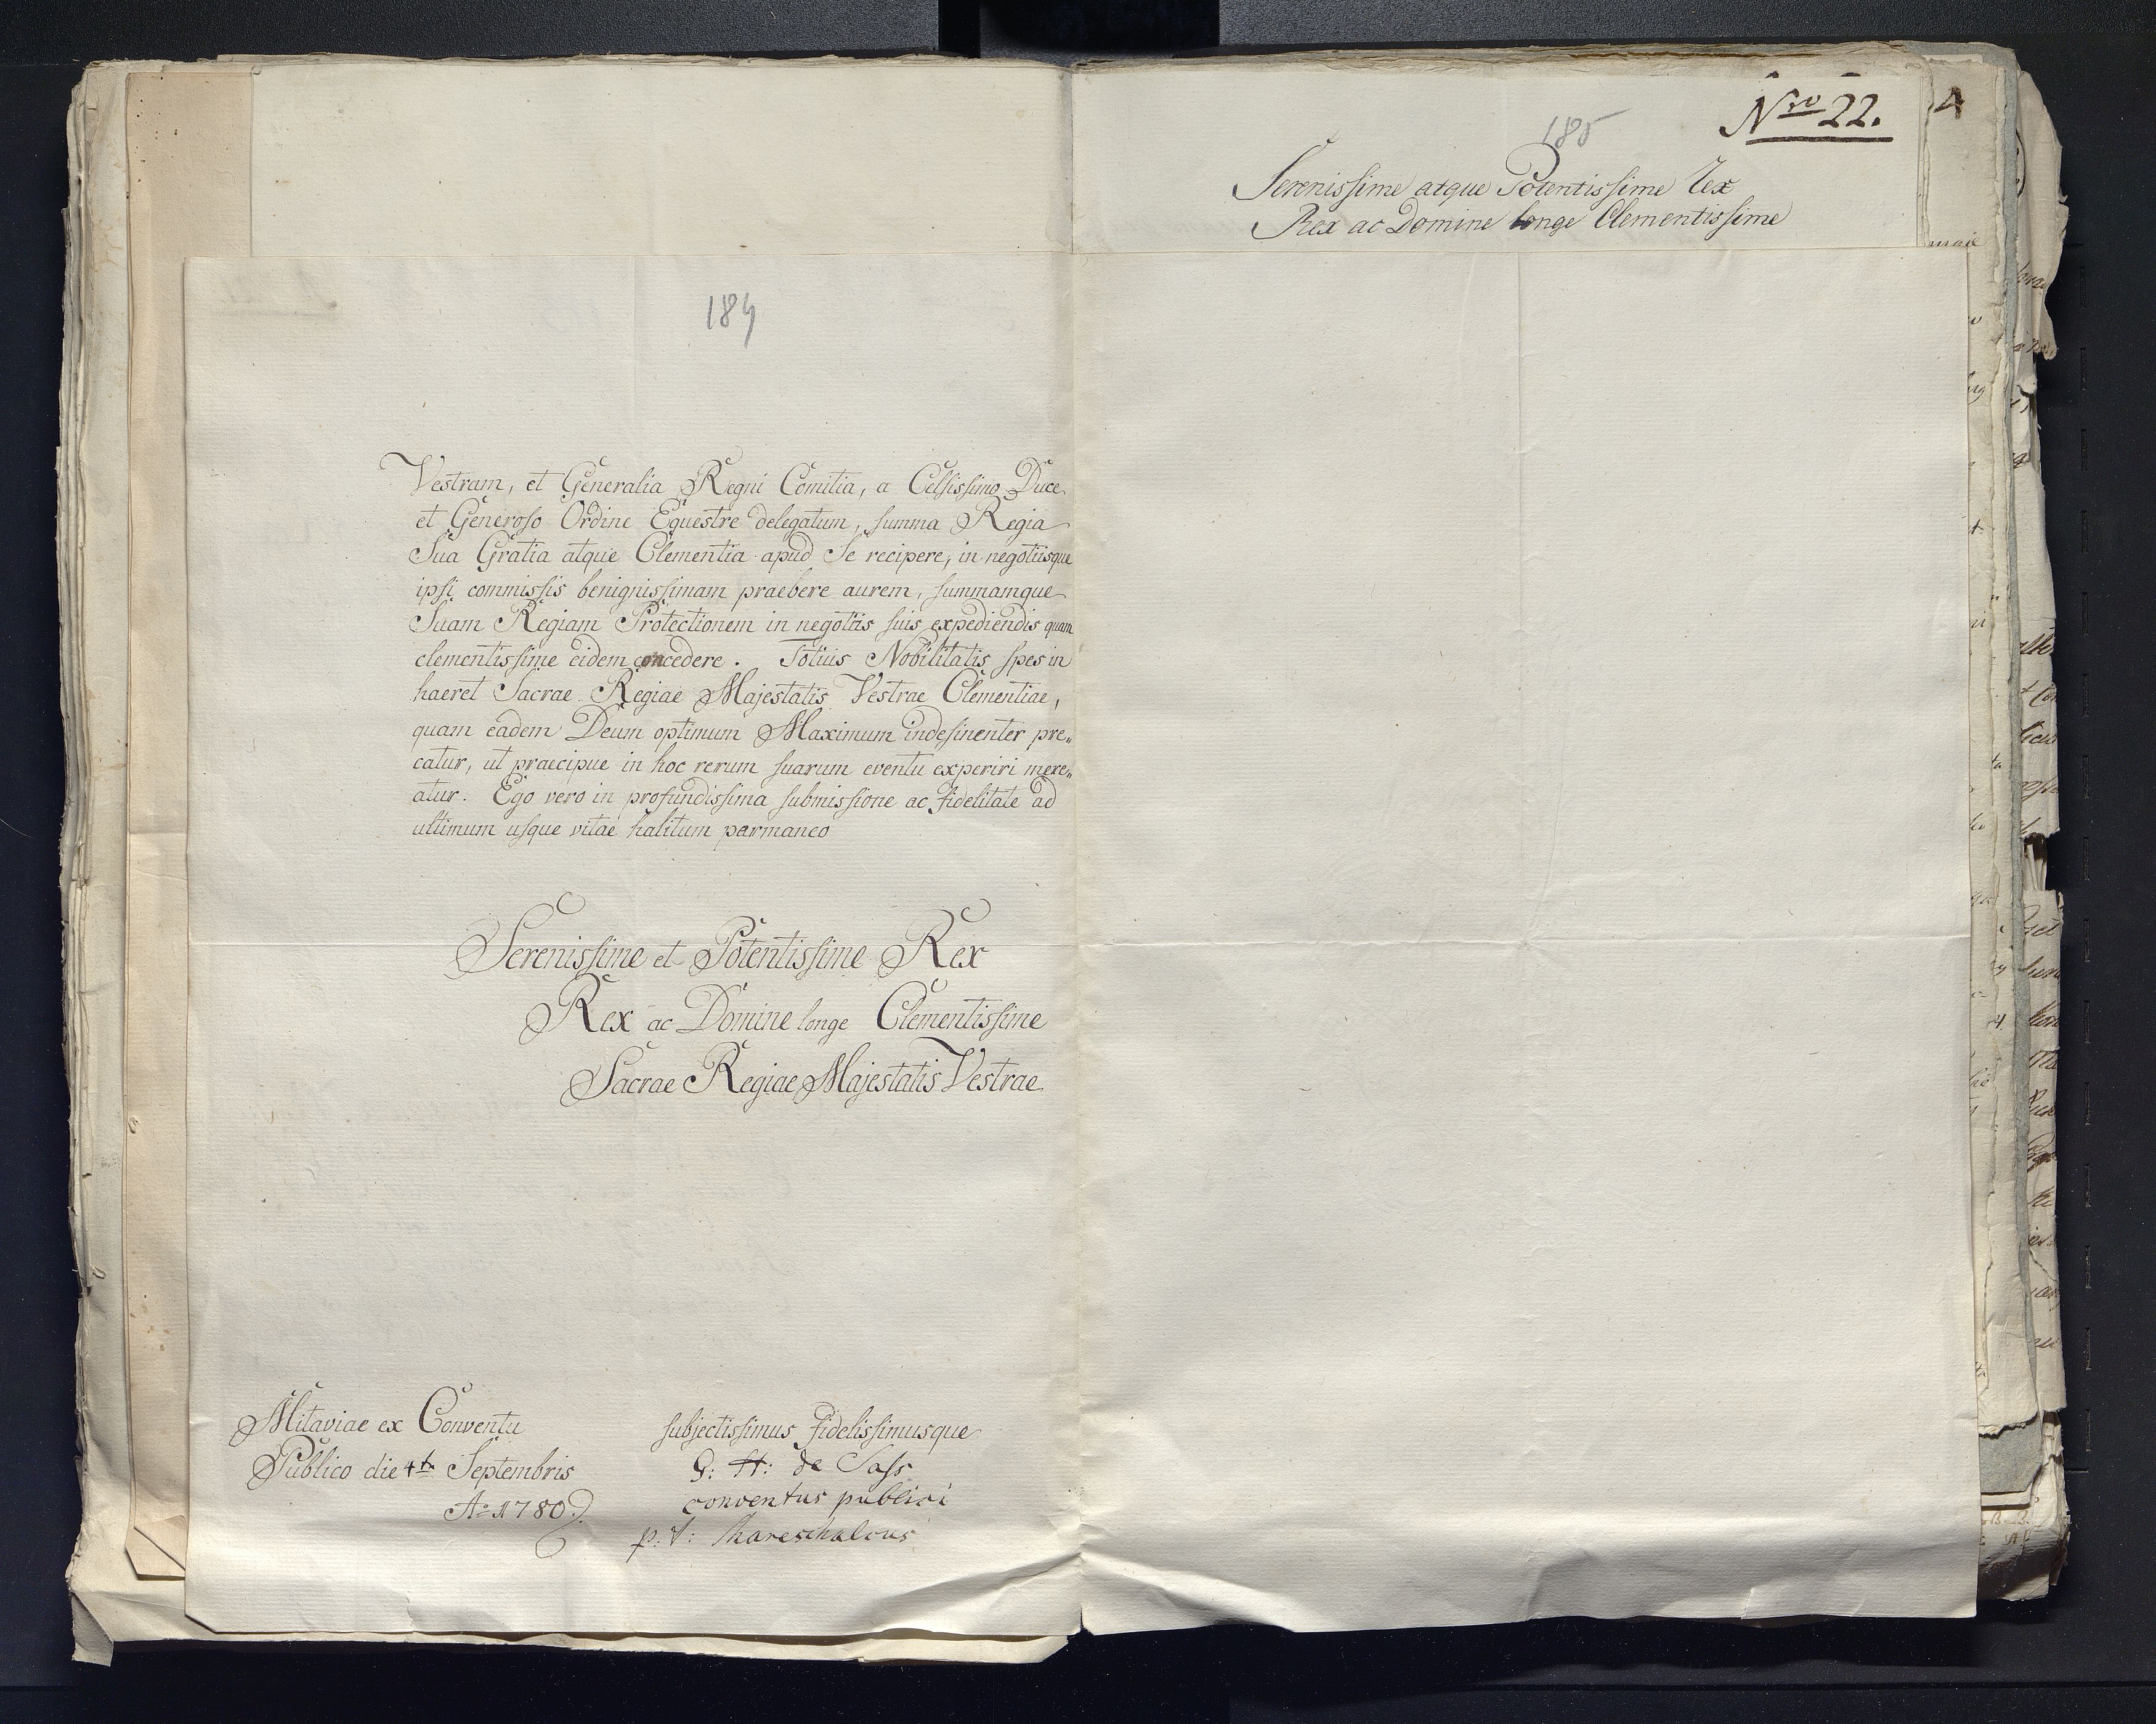 184
Vestram, et Generalia Regni Comitia, a Celsissimo Duce
et Generoso Ordine Equestre delegatum, summa Regia
Sua Gratia atque Clementia apud Se recipere, in negotiisque
ipsi commissis benignissimam praebere aurem, summamque
Suam Regiam Protectionem in negotiis suis expediendis quam
clementissime eidem concedere. Totius Nobilitatis spes in
haeret Sacrae Regiae Majestatis Vestrae Clementiae,
quam eadem Deum optimum Maximum indesinenter pre„
catur, ut praecipue in hoc rerum suarum eventu experiri mere„
atur. Ego vero in profundissima submissione ac fidelitate ad
ultimum usque vitae halitum permaneo
Serenissime et Potentissime Rex
Rex ac Domine longe Clementissime
Sacrae Regiae Majestatis Vestrae
Mitaviae ex Conventu
Publico die 4ta Septembris
Ao 1780.
subjectissimus fidelissimusque
G: H: de Sass
conventus publici
p: t: Mareschalcus
Nro 22.
185
Serenissime atque Potentissime Rex
Rex ac Domine longe Clementissime
4